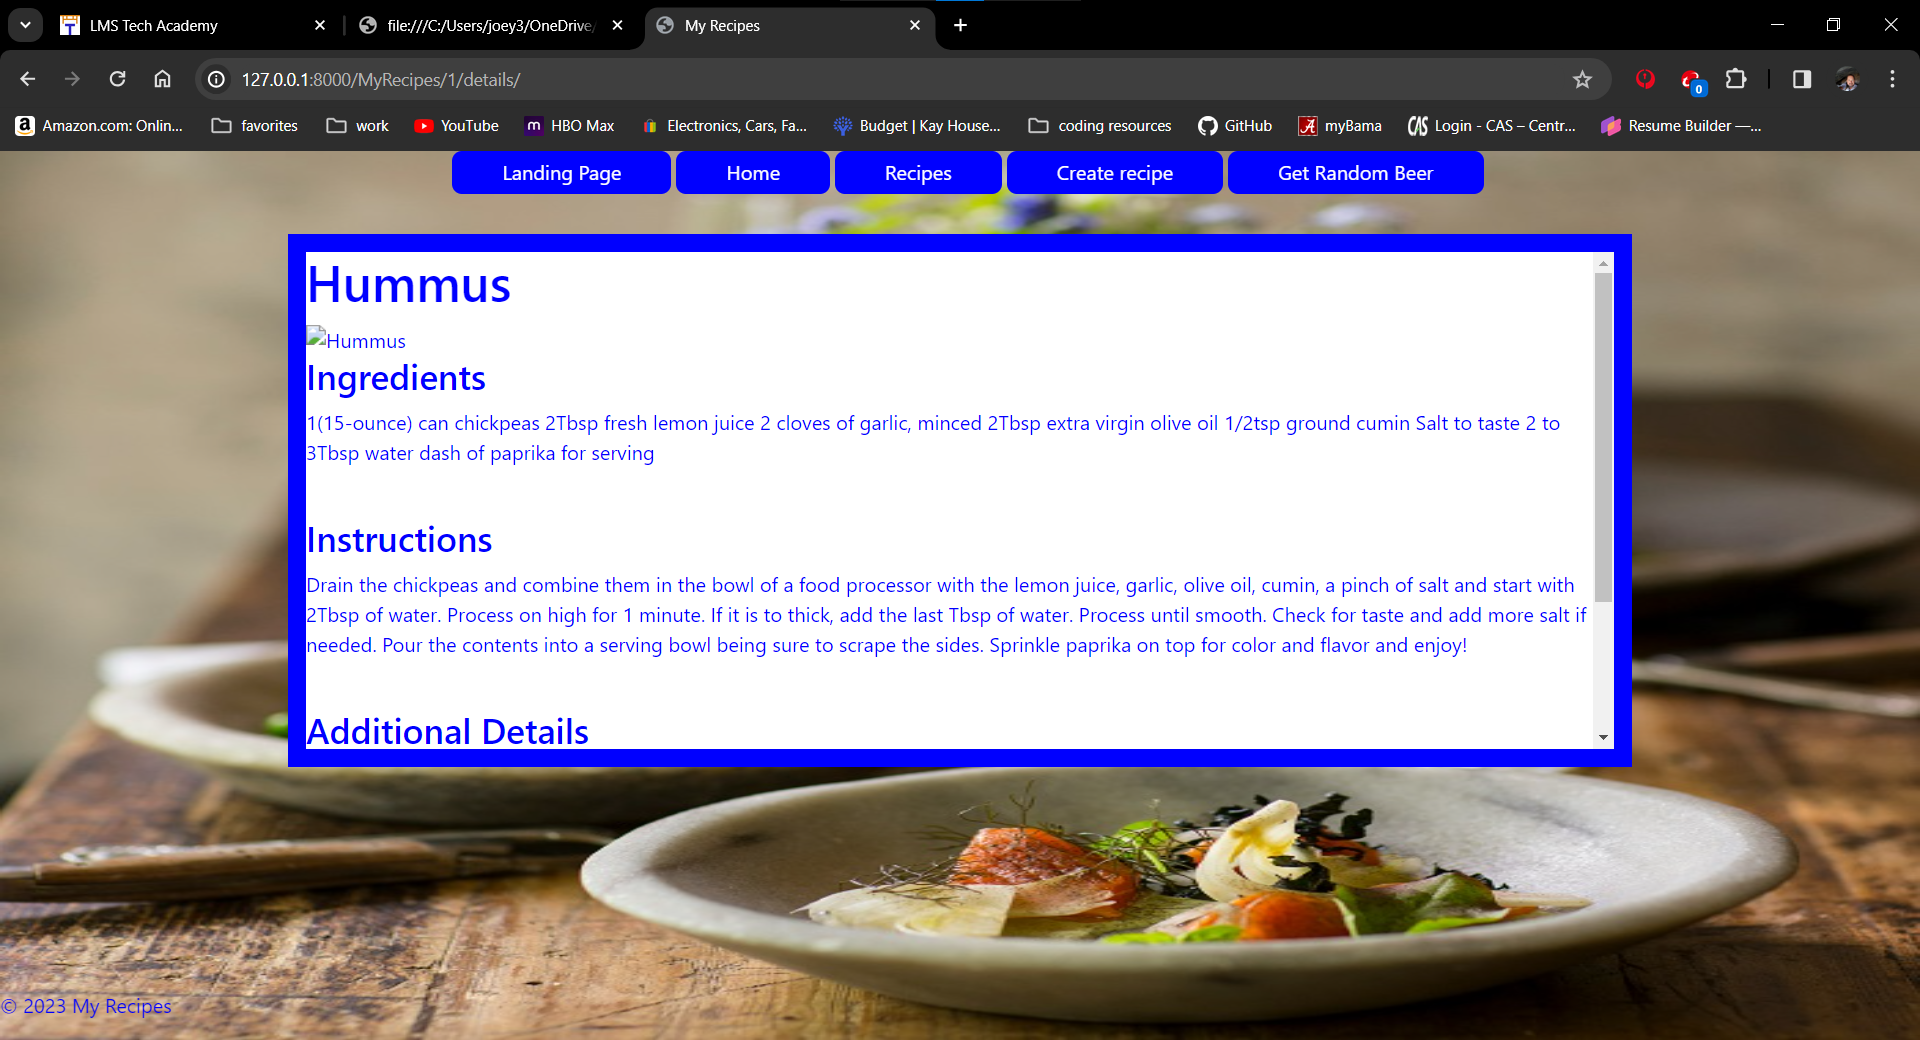 LMS Tech Academy
file:///C:/Users/joey3/OneDrive/
My Recipes
127.0.0.1:8000/MyRecipes/1/details/
0
Amazon.com: Onlin...
favorites
work
YouTube
HBO Max
Electronics, Cars, Fa...
Budget | Kay House...
coding resources
GitHub
myBama
Login - CAS – Centr...
Resume Builder —...
Landing Page
Home
Recipes
Create recipe
Get Random Beer
Hummus
Hummus
Ingredients
1(15-ounce) can chickpeas 2Tbsp fresh lemon juice 2 cloves of garlic, minced 2Tbsp extra virgin olive oil 1/2tsp ground cumin Salt to taste 2 to
3Tbsp water dash of paprika for serving
Instructions
Drain the chickpeas and combine them in the bowl of a food processor with the lemon juice, garlic, olive oil, cumin, a pinch of salt and start with
2Tbsp of water. Process on high for 1 minute. If it is to thick, add the last Tbsp of water. Process until smooth. Check for taste and add more salt if
needed. Pour the contents into a serving bowl being sure to scrape the sides. Sprinkle paprika on top for color and flavor and enjoy!
Additional Details
© 2023 My Recipes